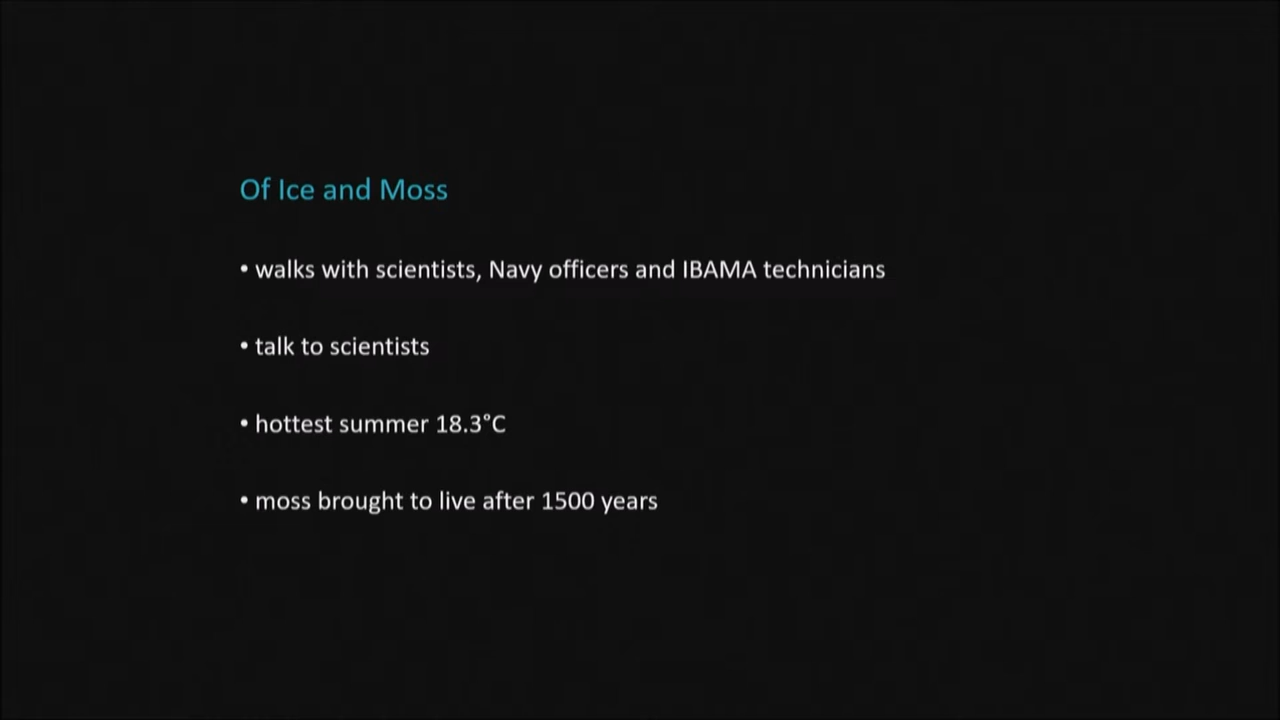 Of Ice and Moss
• walks with scientists, Navy officers and IBAMA technicians
• talk to scientists
• hottest summer 18.3°C
• moss brought to live after 1500 years